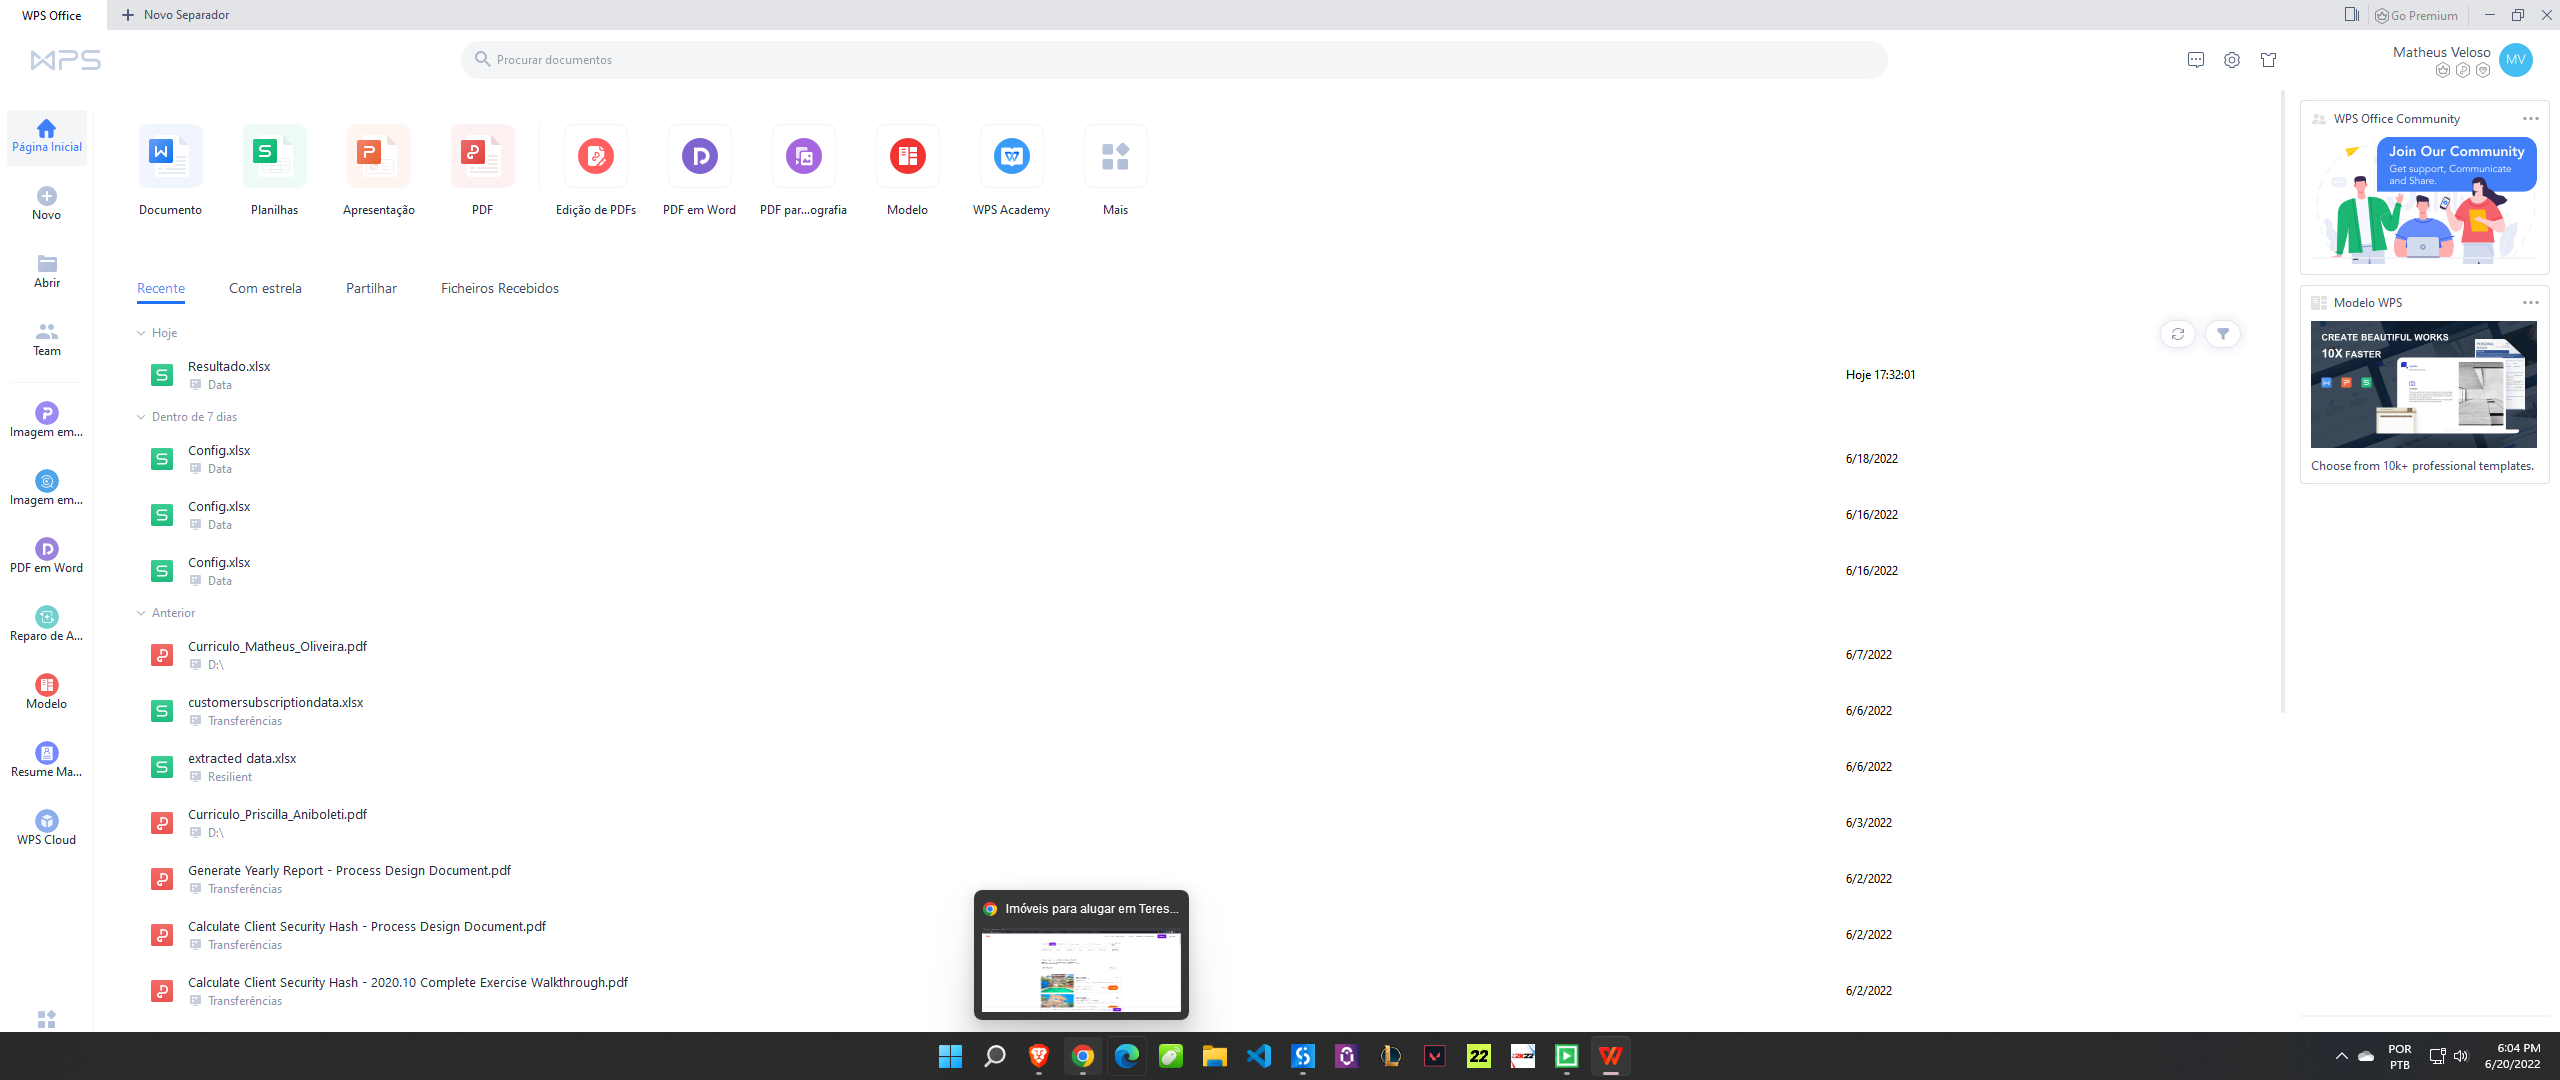 WPS Office
Novo Separador
Go Premium
WPS
Procurar documentos
Matheus Veloso
MV
Página Inicial
Novo
Abrir
Team
Imagem em...
Imagem em...
PDF em Word
Reparo de A...
Modelo
Resume Ma...
WPS Cloud
Documento
Planilhas
Apresentação
PDF
Edição de PDFs
PDF em Word
PDF par...ografia
Modelo
WPS Academy
Mais
Recente
Com estrela
Partilhar
Ficheiros Recebidos
Hoje
Resultado.xlsx
Data
Hoje 17:32:01
Dentro de 7 dias
Config.xlsx
Data
6/18/2022
Config.xlsx
Data
6/16/2022
Config.xlsx
Data
6/16/2022
Anterior
Curriculo_Matheus_Oliveira.pdf
D:\
6/7/2022
customersubscriptiondata.xlsx
Transferências
6/6/2022
extracted data.xlsx
Resilient
6/6/2022
Curriculo_Priscilla_Aniboleti.pdf
D:\
6/3/2022
Generate Yearly Report - Process Design Document.pdf
Transferências
6/2/2022
Calculate Client Security Hash - Process Design Document.pdf
Transferências
6/2/2022
Calculate Client Security Hash - 2020.10 Complete Exercise Walkthrough.pdf
Transferências
6/2/2022
WPS Office Community
Join Our Community
Get support, Communicate
and Share.
Modelo WPS
CREATE BEAUTIFUL WORKS
10X FASTER
Choose from 10k+ professional templates.
Imóveis para alugar em Teres...
22
2K22
POR
PTB
6:04 PM
6/20/2022